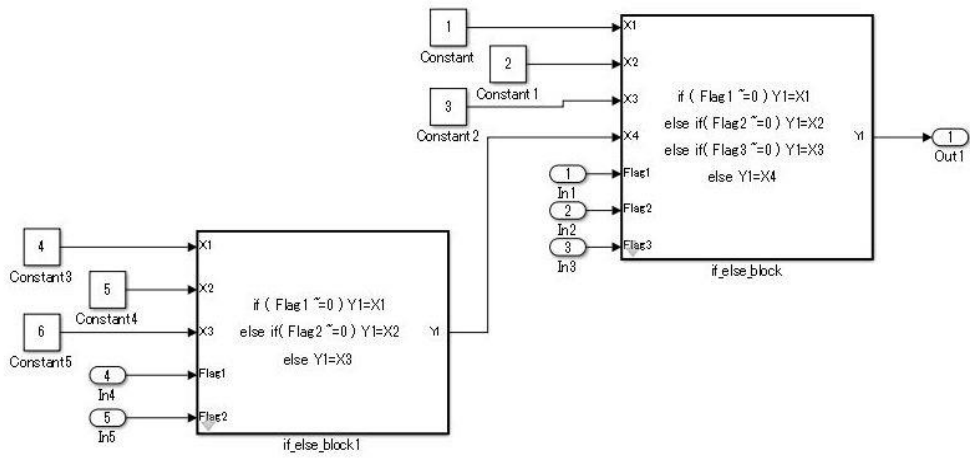 1
Constant
2
Constant1
3
Constant2
X1
X2
X3
X4
Flag1
Flag2
Flag3
if ( Flag1 ~=0 ) Y1=X1
else if( Flag2 ~=0 ) Y1=X2
else if( Flag3 ~=0 ) Y1=X3
else Y1=X4
Y1
1
Out1
1
In1
2
In2
3
In3
if_else_block
4
Constant3
5
Constant4
6
Constant5
X1
X2
X3
Flag1
Flag2
if ( Flag1 ~=0 ) Y1=X1
else if( Flag2 ~=0 ) Y1=X2
else Y1=X3
Y1
4
In4
5
In5
if_else_block1